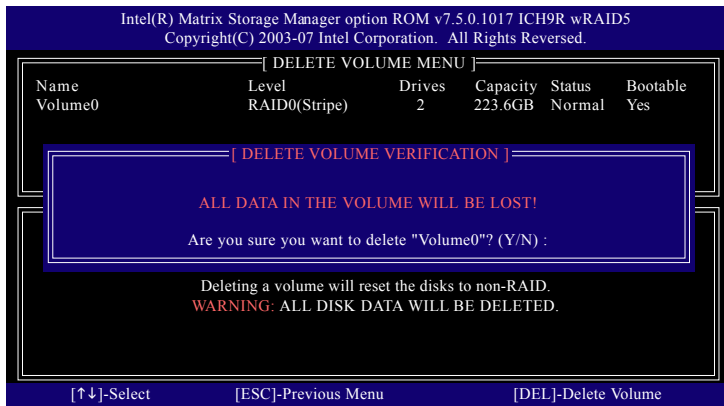 Intel(R) Matrix Storage Manager option ROM v7.5.0.1017 ICH9R wRAID5
Copyright(C) 2003-07 Intel Corporation. All Rights Reversed.
[ DELETE VOLUME MENU ]
Name Level Drives Capacity Status Bootable
Volume0 RAID0(Stripe) 2 223.6GB Normal Yes
[ DELETE VOLUME VERIFICATION ]
ALL DATA IN THE VOLUME WILL BE LOST!
Are you sure you want to delete "Volume0"? (Y/N) :
Deleting a volume will reset the disks to non-RAID.
WARNING: ALL DISK DATA WILL BE DELETED.
[↑↓]-Select [ESC]-Previous Menu [DEL]-Delete Volume